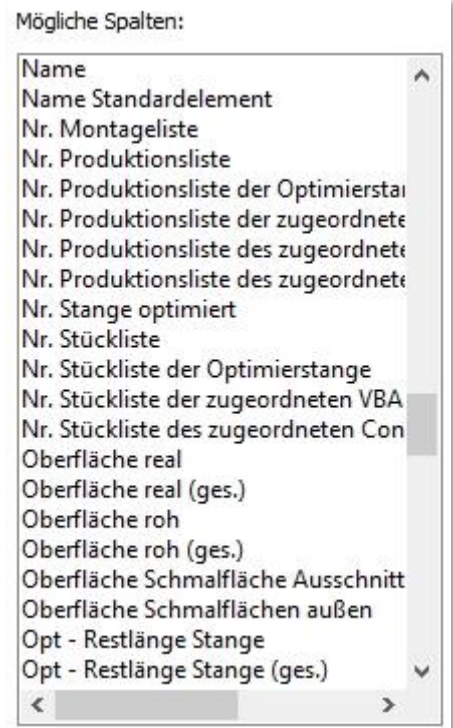 Mögliche Spalten:
Name
Name Standardelement
Nr. Montageliste
Nr. Produktionsliste
Nr. Produktionsliste der Optimierstar
Nr. Produktionsliste der zugeordnete
Nr. Produktionsliste des zugeordnete
Nr. Produktionsliste des zugeordnete
Nr. Stange optimiert
Nr. Stückliste
Nr. Stückliste der Optimierstange
Nr. Stückliste der zugeordneten VBA
Nr. Stückliste des zugeordneten Con
Oberfläche real
Oberfläche real (ges.)
Oberfläche roh
Oberfläche roh (ges.)
Oberfläche Schmalfläche Ausschnitt
Oberfläche Schmalflächen außen
Opt - Restlänge Stange
Opt - Restlänge Stange (ges.)